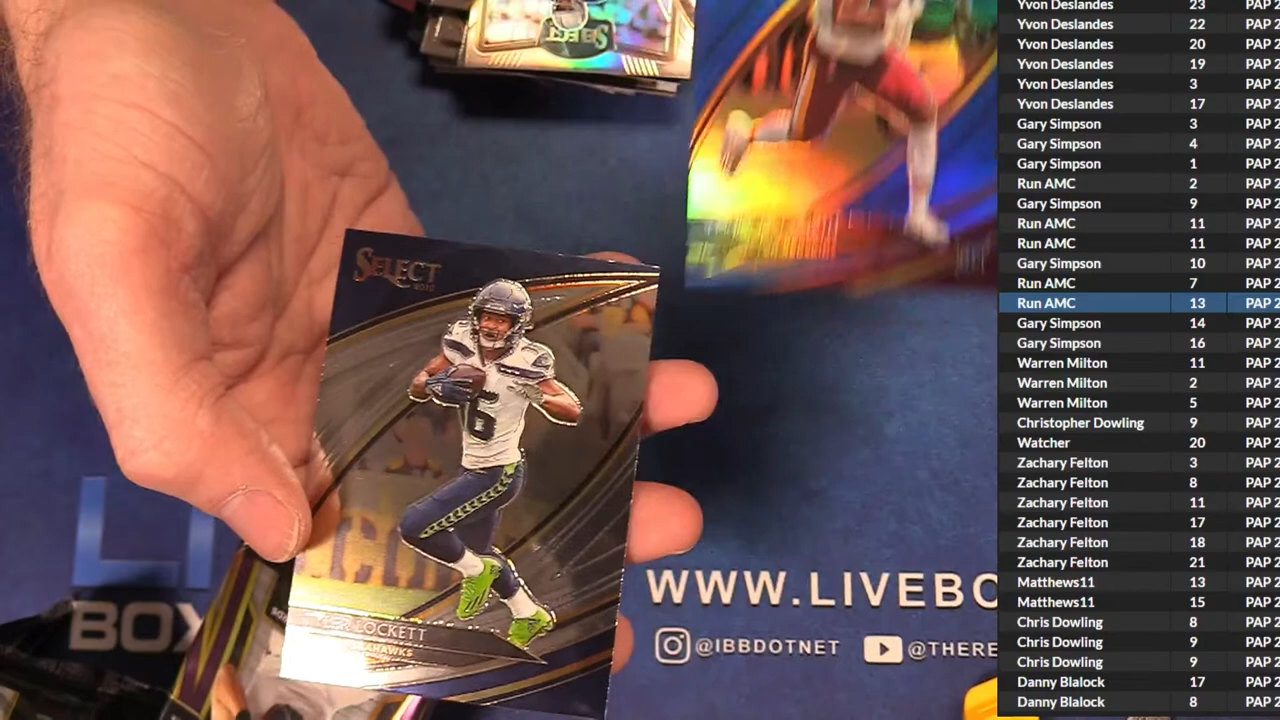 SELECT
SELECT
LOCKETT
WWW.LIVEBO
BOX
@IBBDOTNET
@THERE
Yvon Deslandes 23 PAP 2
Yvon Deslandes 22 PAP 2
Yvon Deslandes 20 PAP 2
Yvon Deslandes 19 PAP 2
Yvon Deslandes 3 PAP 2
Yvon Deslandes 17 PAP 2
Gary Simpson 3 PAP 2
Gary Simpson 4 PAP 2
Gary Simpson 1 PAP 2
Run AMC 2 PAP 2
Gary Simpson 9 PAP 2
Run AMC 11 PAP 2
Run AMC 11 PAP 2
Gary Simpson 10 PAP 2
Run AMC 7 PAP 2
Run AMC 13 PAP 2
Gary Simpson 14 PAP 2
Gary Simpson 16 PAP 2
Warren Milton 11 PAP 2
Warren Milton 2 PAP 2
Warren Milton 5 PAP 2
Christopher Dowling 9 PAP 2
Watcher 20 PAP 2
Zachary Felton 3 PAP 2
Zachary Felton 8 PAP 2
Zachary Felton 11 PAP 2
Zachary Felton 17 PAP 2
Zachary Felton 18 PAP 2
Zachary Felton 21 PAP 2
Matthews11 13 PAP 2
Matthews11 15 PAP 2
Chris Dowling 8 PAP 2
Chris Dowling 9 PAP 2
Chris Dowling 9 PAP 2
Danny Blalock 17 PAP 2
Danny Blalock 8 PAP 2